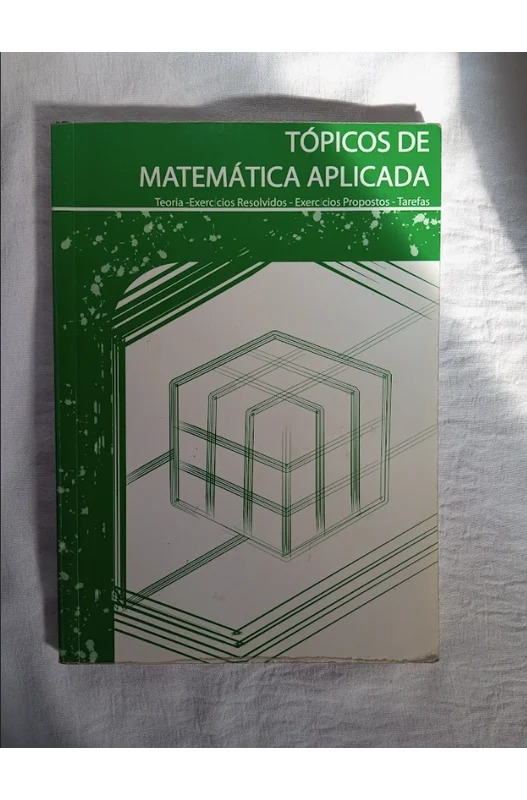 TÓPICOS DE
MATEMÁTICA APLICADA
Teoria -Exercícios Resolvidos - Exercícios Propostos - Tarefas